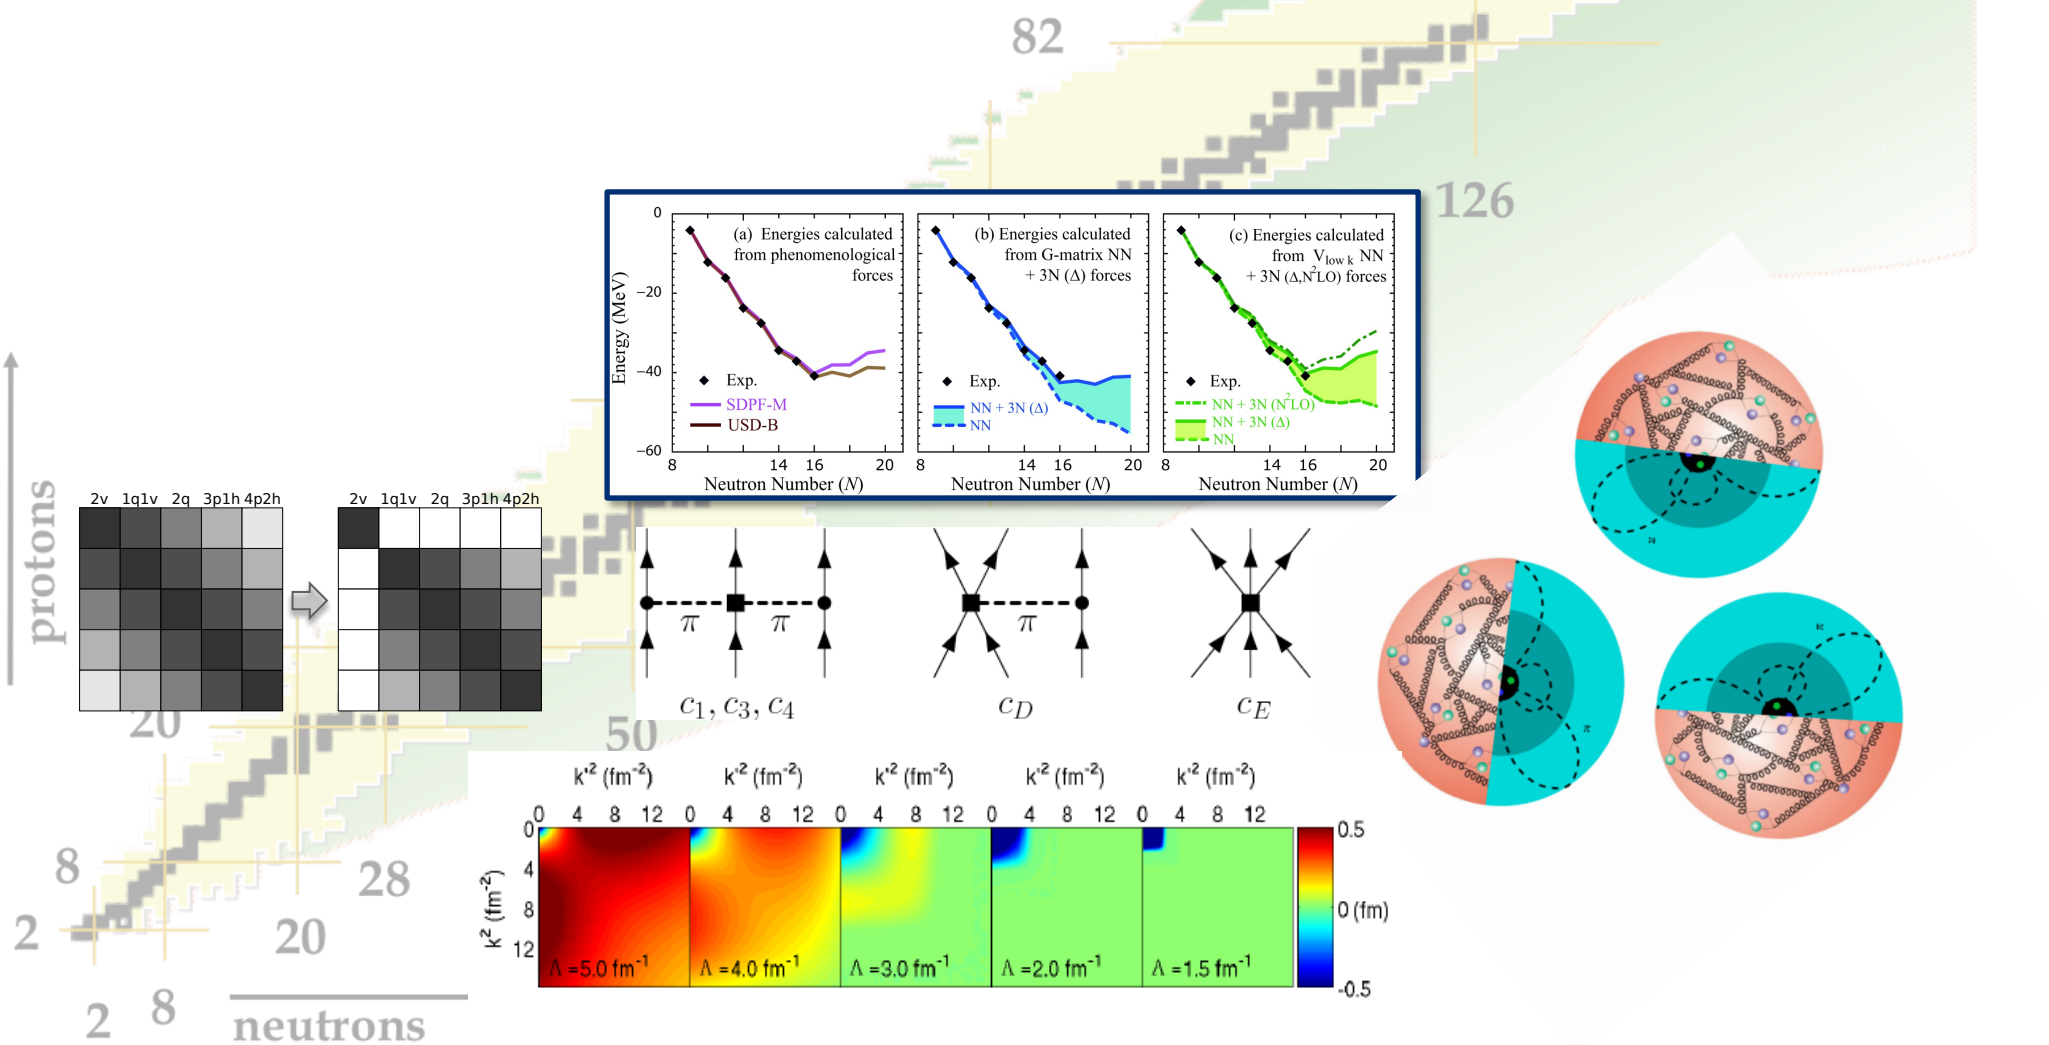 82
126
protons
20
50
8
28
2
20
2
8
neutrons
0
−20
−40
−60
Energy (MeV)
(a) Energies calculated
from phenomenological
forces
Exp.
SDPF-M
USD-B
8 14 16 20
Neutron Number (N)
(b) Energies calculated
from G-matrix NN
+ 3N (Δ) forces
Exp.
NN + 3N (Δ)
NN
8 14 16 20
Neutron Number (N)
(c) Energies calculated
from V_low k NN
+ 3N (Δ,N²LO) forces
Exp.
NN + 3N (N²LO)
NN + 3N (Δ)
NN
8 14 16 20
Neutron Number (N)
2v 1q1v 2q 3p1h 4p2h
2v 1q1v 2q 3p1h 4p2h
π π
π
c₁, c₃, c₄
c_D
c_E
k'² (fm⁻²) k'² (fm⁻²) k'² (fm⁻²) k'² (fm⁻²) k'² (fm⁻²)
0 4 8 12 0 4 8 12 0 4 8 12 0 4 8 12 0 4 8 12
0
4
8
12
k² (fm⁻²)
Λ =5.0 fm⁻¹
Λ =4.0 fm⁻¹
Λ =3.0 fm⁻¹
Λ =2.0 fm⁻¹
Λ =1.5 fm⁻¹
0.5
0 (fm)
-0.5
π
π
π